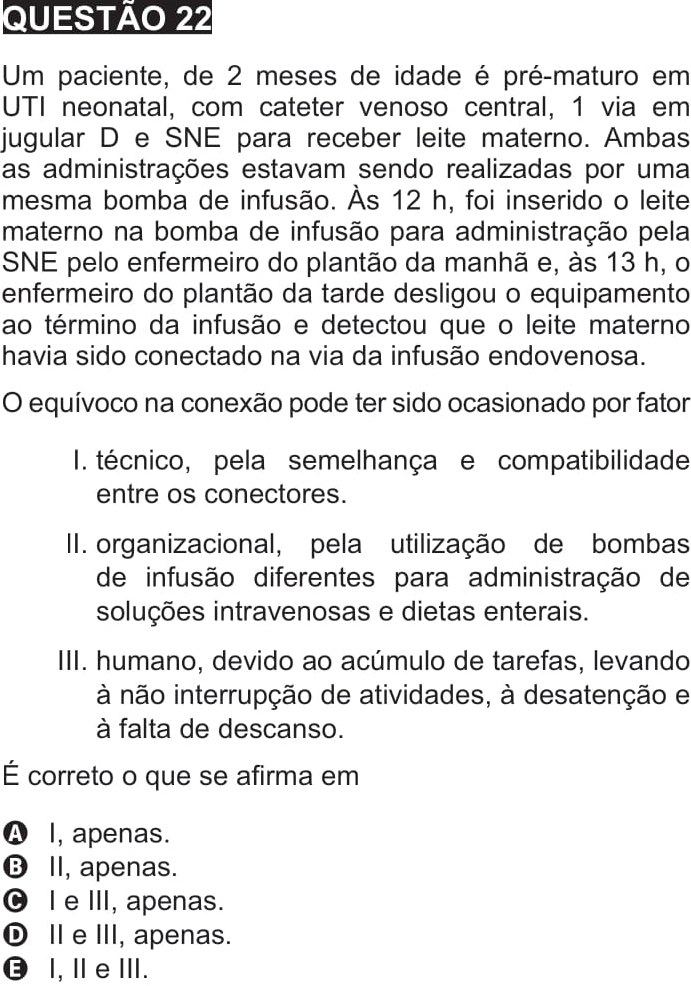 QUESTÃO 22
Um paciente, de 2 meses de idade é pré-maturo em
UTI neonatal, com cateter venoso central, 1 via em
jugular D e SNE para receber leite materno. Ambas
as administrações estavam sendo realizadas por uma
mesma bomba de infusão. Às 12 h, foi inserido o leite
materno na bomba de infusão para administração pela
SNE pelo enfermeiro do plantão da manhã e, às 13 h, o
enfermeiro do plantão da tarde desligou o equipamento
ao término da infusão e detectou que o leite materno
havia sido conectado na via da infusão endovenosa.
O equívoco na conexão pode ter sido ocasionado por fator
I. técnico, pela semelhança e compatibilidade
entre os conectores.
II. organizacional, pela utilização de bombas
de infusão diferentes para administração de
soluções intravenosas e dietas enterais.
III. humano, devido ao acúmulo de tarefas, levando
à não interrupção de atividades, à desatenção e
à falta de descanso.
É correto o que se afirma em
A I, apenas.
B II, apenas.
C I e III, apenas.
D II e III, apenas.
E I, II e III.